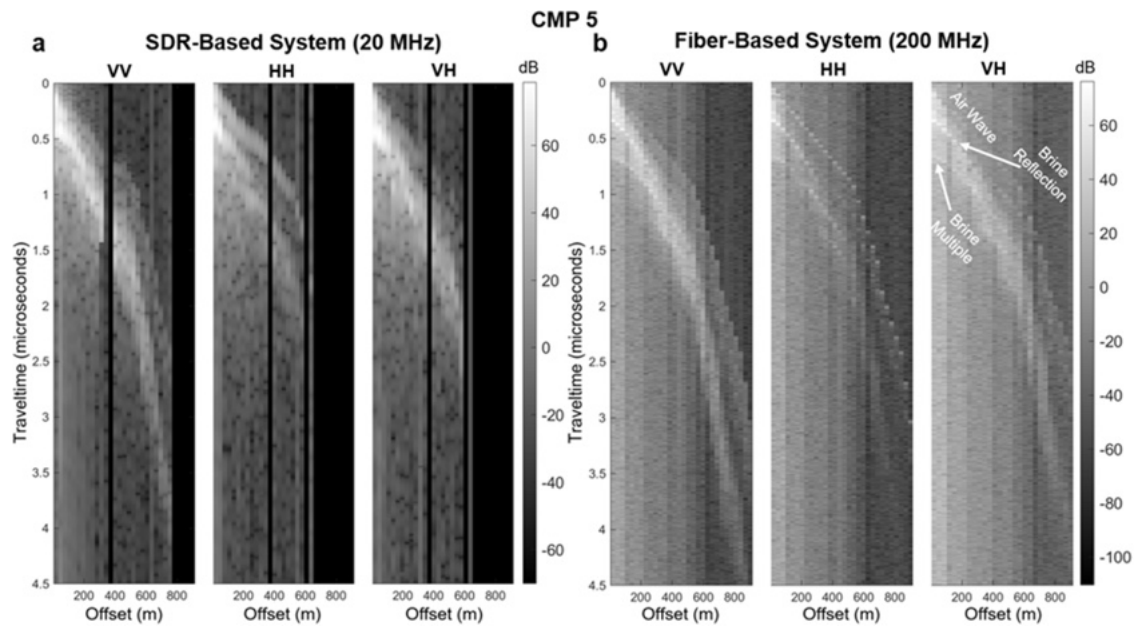 CMP 5
a
SDR-Based System (20 MHz)
VV
HH
VH
dB
0
0.5
1
1.5
2
2.5
3
3.5
4
4.5
Traveltime (microseconds)
200 400 600 800
200 400 600 800
200 400 600 800
Offset (m)
Offset (m)
Offset (m)
60
40
20
0
-20
-40
-60
b
Fiber-Based System (200 MHz)
VV
HH
VH
dB
0
0.5
1
1.5
2
2.5
3
3.5
4
4.5
Traveltime (microseconds)
Air Wave
Brine
Reflection
Brine
Multiple
200 400 600 800
200 400 600 800
200 400 600 800
Offset (m)
Offset (m)
Offset (m)
60
40
20
0
-20
-40
-60
-80
-100